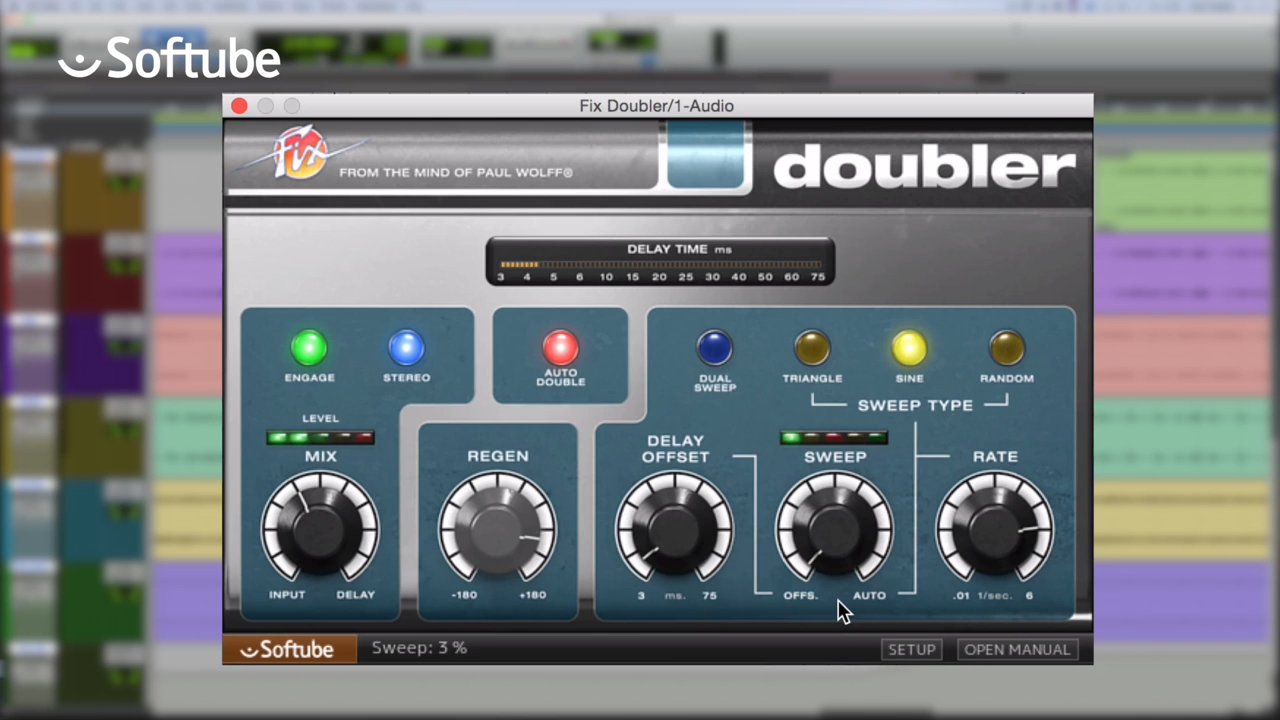 Softube
Fix Doubler/1-Audio
Fix
FROM THE MIND OF PAUL WOLFF®
doubler
DELAY TIME ms
3 4 5 6 10 15 20 25 30 40 50 60 75
ENGAGE
STEREO
AUTO
DOUBLE
DUAL
SWEEP
TRIANGLE
SINE
RANDOM
SWEEP TYPE
LEVEL
MIX
REGEN
DELAY
OFFSET
SWEEP
RATE
INPUT DELAY
-180 +180
3 ms. 75
OFFS. AUTO
.01 1/sec. 6
Softube
Sweep: 3 %
SETUP
OPEN MANUAL